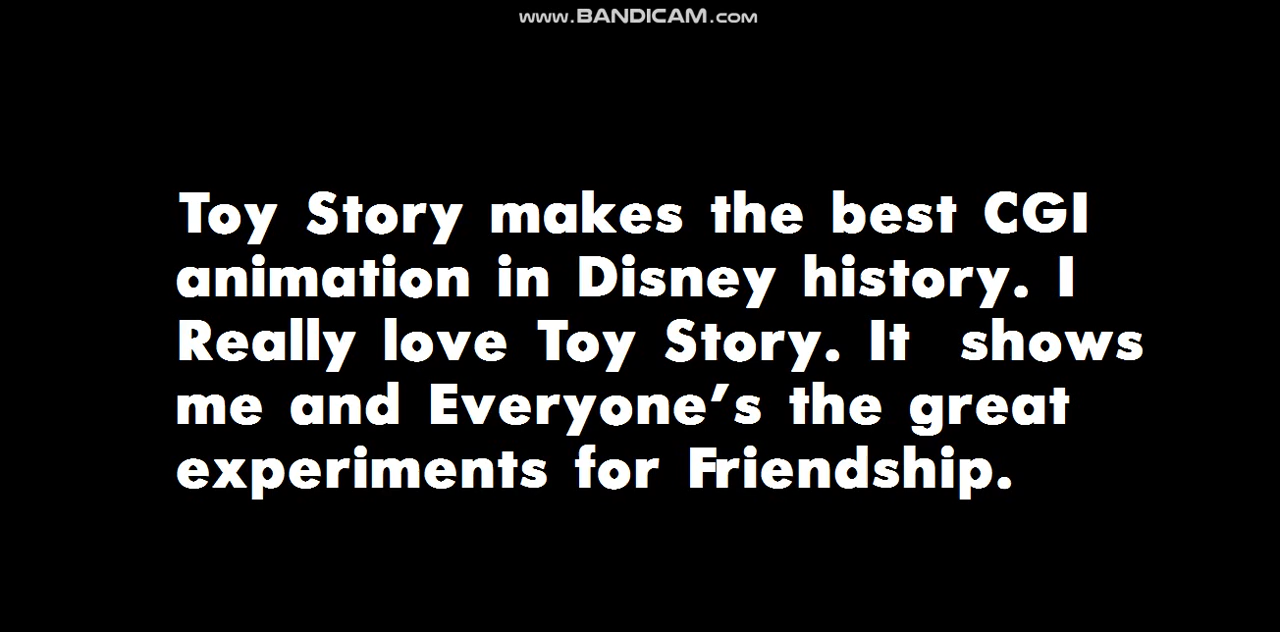 www.BANDICAM.com
Toy Story makes the best CGI
animation in Disney history. I
Really love Toy Story. It  shows
me and Everyone’s the great
experiments for Friendship.